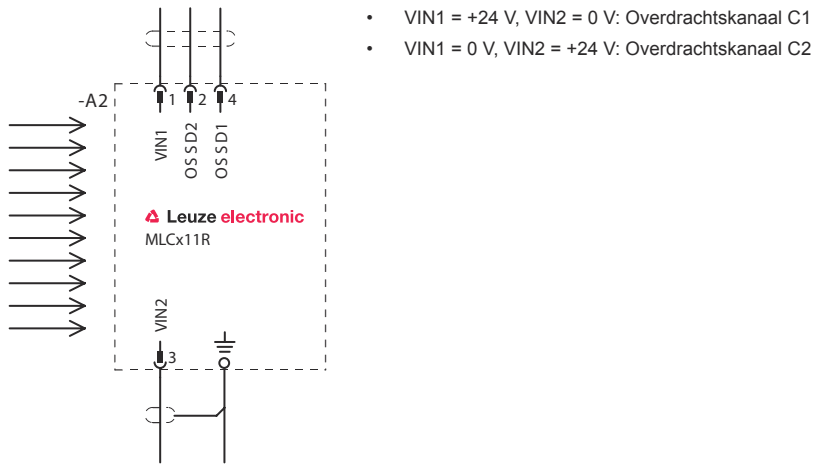 • VIN1 = +24 V, VIN2 = 0 V: Overdrachtskanaal C1
• VIN1 = 0 V, VIN2 = +24 V: Overdrachtskanaal C2
-A2
1 2 4
VIN1
OSSD2
OSSD1
Leuze electronic
MLCx11R
VIN2
3